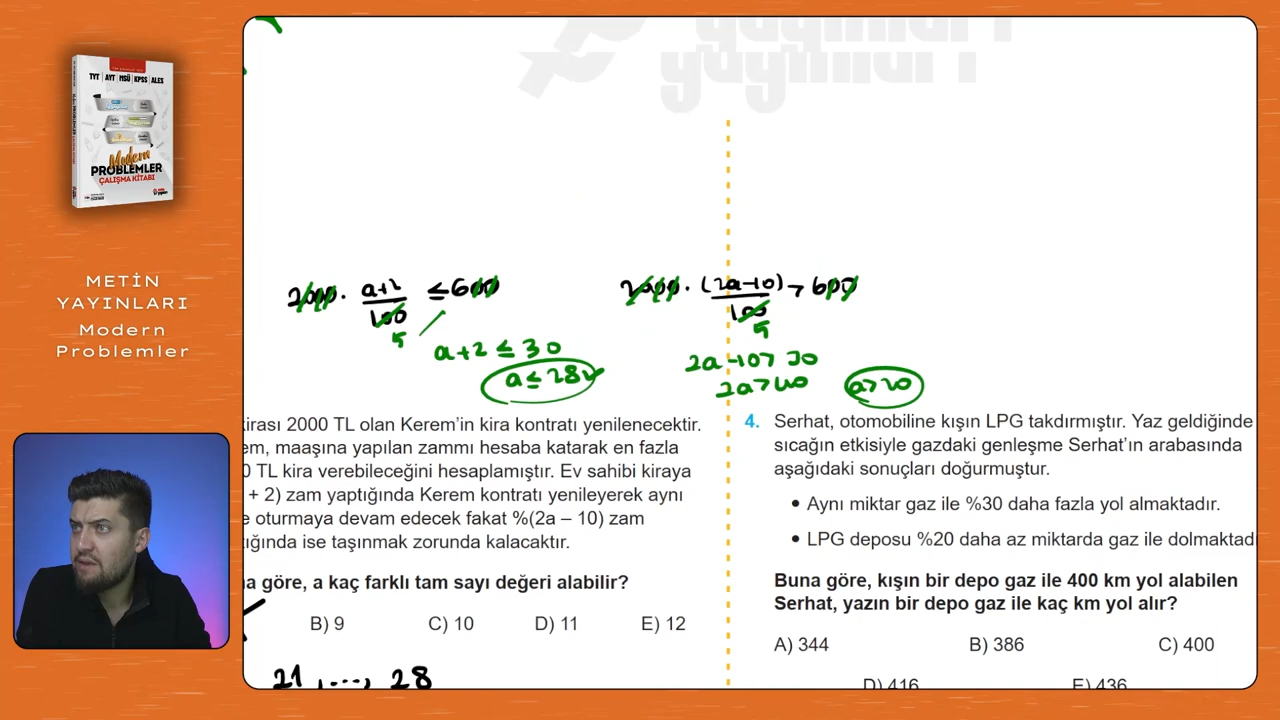 TYT AYT MSÜ KPSS ALES
Modern
PROBLEMLER
ÇALIŞMA KİTABI
METİN
YAYINLARI
Modern
Problemler
yayınları
2000 · a+2 / 100 ≤ 600
5
a+2 ≤ 30
a ≤ 28
kirası 2000 TL olan Kerem’in kira kontratı yenilenecektir.
em, maaşına yapılan zammı hesaba katarak en fazla
0 TL kira verebileceğini hesaplamıştır. Ev sahibi kiraya
+ 2) zam yaptığında Kerem kontratı yenileyerek aynı
e oturmaya devam edecek fakat %(2a – 10) zam
tığında ise taşınmak zorunda kalacaktır.
na göre, a kaç farklı tam sayı değeri alabilir?
B) 9 C) 10 D) 11 E) 12
21, ..., 28
2000 · (2a-10) / 100 > 600
5
2a-10 > 30
2a > 40
a > 20
4. Serhat, otomobiline kışın LPG takdırmıştır. Yaz geldiğinde
sıcağın etkisiyle gazdaki genleşme Serhat’ın arabasında
aşağıdaki sonuçları doğurmuştur.
• Aynı miktar gaz ile %30 daha fazla yol almaktadır.
• LPG deposu %20 daha az miktarda gaz ile dolmaktadı
Buna göre, kışın bir depo gaz ile 400 km yol alabilen
Serhat, yazın bir depo gaz ile kaç km yol alır?
A) 344 B) 386 C) 400
D) 416 E) 436